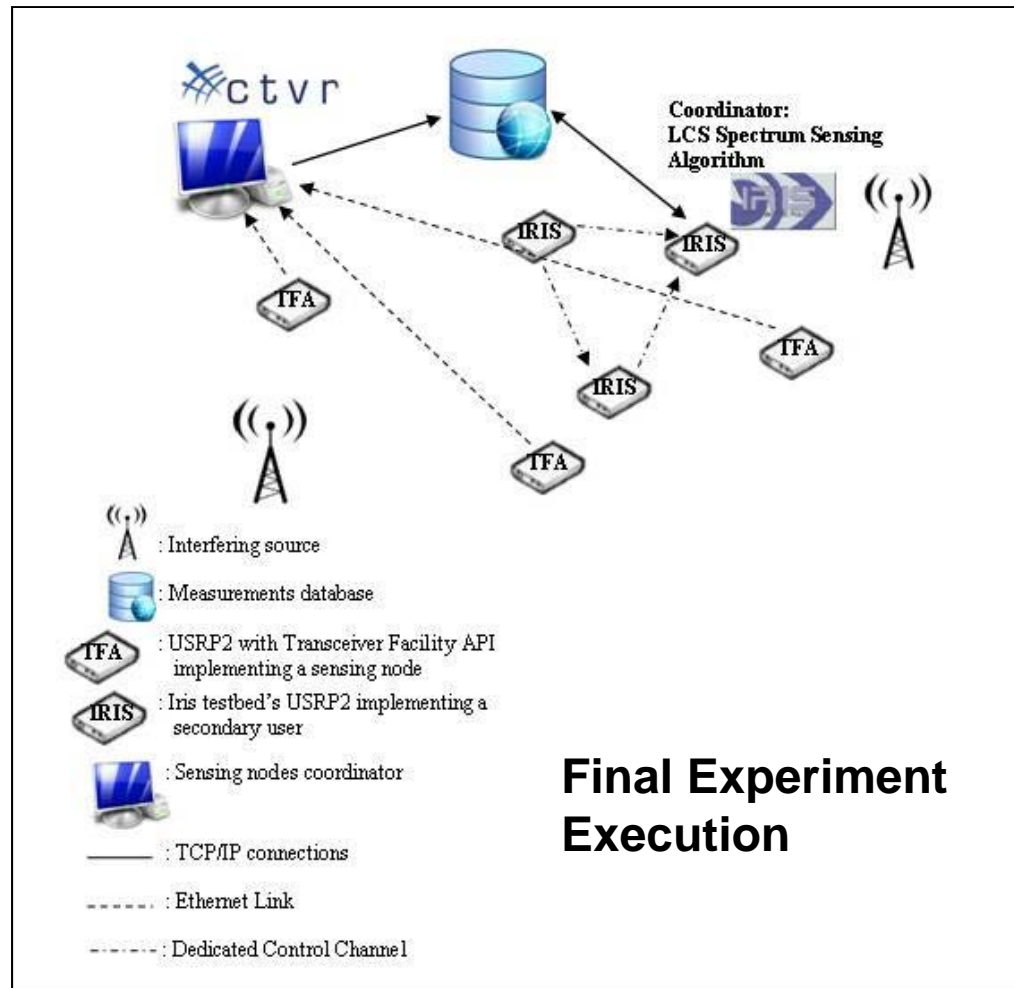 ctvr
Coordinator:
LCS Spectrum Sensing
Algorithm
IRIS
IRIS
IRIS
TFA
TFA
IRIS
TFA
: Interfering source
: Measurements database
TFA
: USRP2 with Transceiver Facility API
implementing a sensing node
IRIS
: Iris testbed's USRP2 implementing a
secondary user
: Sensing nodes coordinator
: TCP/IP connections
: Ethernet Link
: Dedicated Control Channel
Final Experiment
Execution